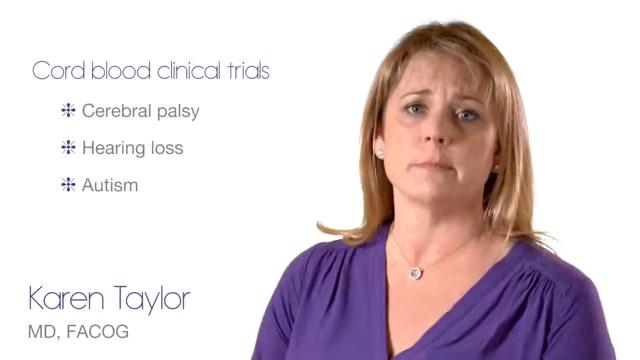 Cord blood clinical trials
Cerebral palsy
Hearing loss
Autism
Karen Taylor
MD, FACOG